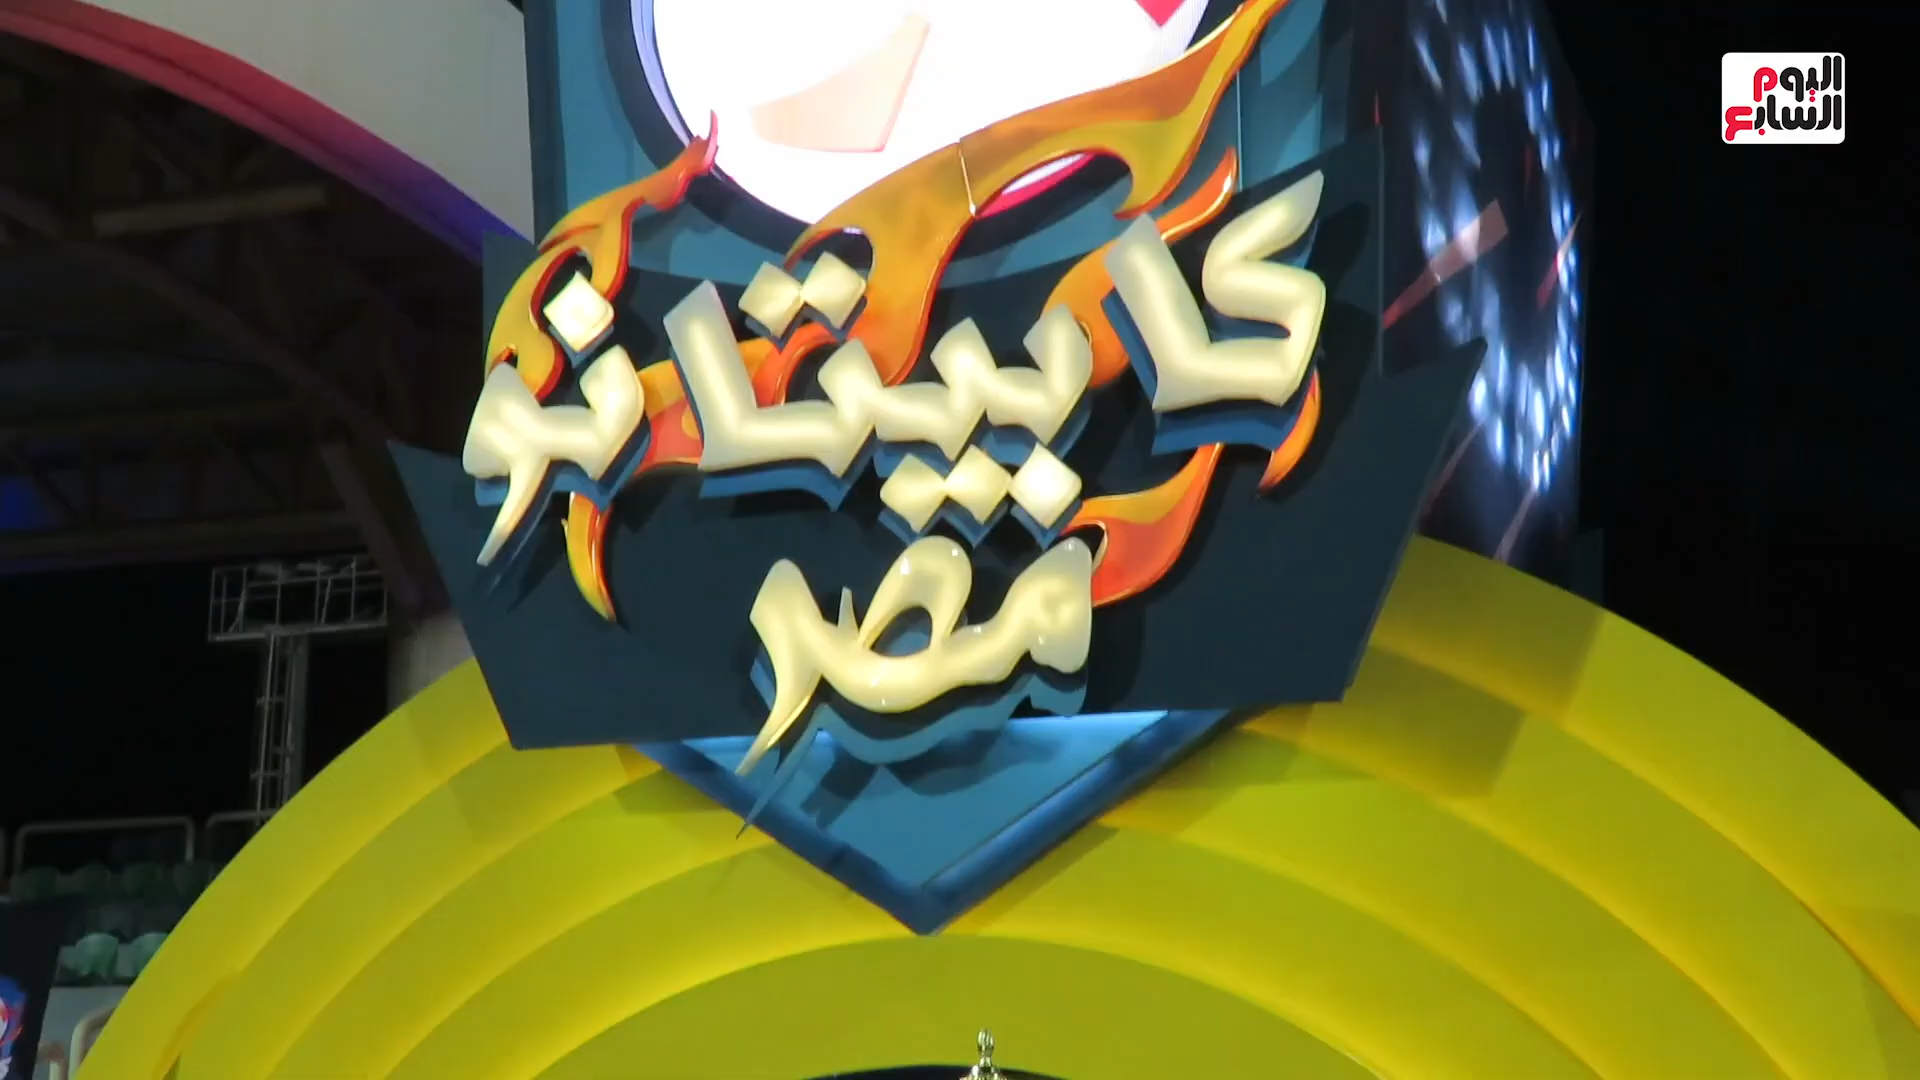 اليوم
السابع
كابيتانو
مصر